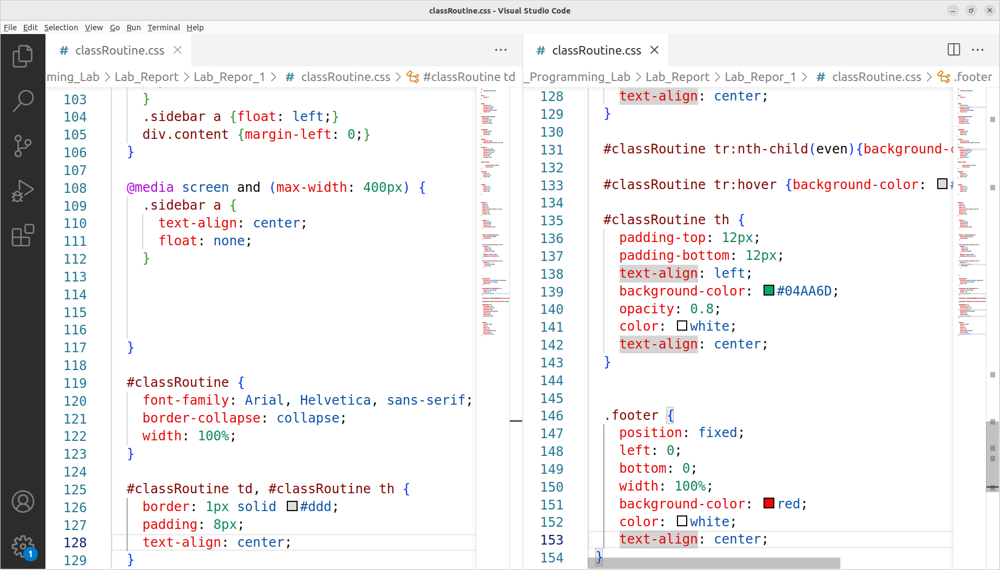 classRoutine.css - Visual Studio Code
File Edit Selection View Go Run Terminal Help
# classRoutine.css
ming_Lab > Lab_Report > Lab_Repor_1 > # classRoutine.css > #classRoutine td
103 }
104 .sidebar a {float: left;}
105 div.content {margin-left: 0;}
106 }
107
108 @media screen and (max-width: 400px) {
109 .sidebar a {
110 text-align: center;
111 float: none;
112 }
113
114
115
116
117 }
118
119 #classRoutine {
120 font-family: Arial, Helvetica, sans-serif;
121 border-collapse: collapse;
122 width: 100%;
123 }
124
125 #classRoutine td, #classRoutine th {
126 border: 1px solid #ddd;
127 padding: 8px;
128 text-align: center;
129 }
# classRoutine.css
_Programming_Lab > Lab_Report > Lab_Repor_1 > # classRoutine.css > .footer
128 text-align: center;
129 }
130
131 #classRoutine tr:nth-child(even){background-c
132
133 #classRoutine tr:hover {background-color: #
134
135 #classRoutine th {
136 padding-top: 12px;
137 padding-bottom: 12px;
138 text-align: left;
139 background-color: #04AA6D;
140 opacity: 0.8;
141 color: white;
142 text-align: center;
143 }
144
145
146 .footer {
147 position: fixed;
148 left: 0;
149 bottom: 0;
150 width: 100%;
151 background-color: red;
152 color: white;
153 text-align: center;
154 }
1